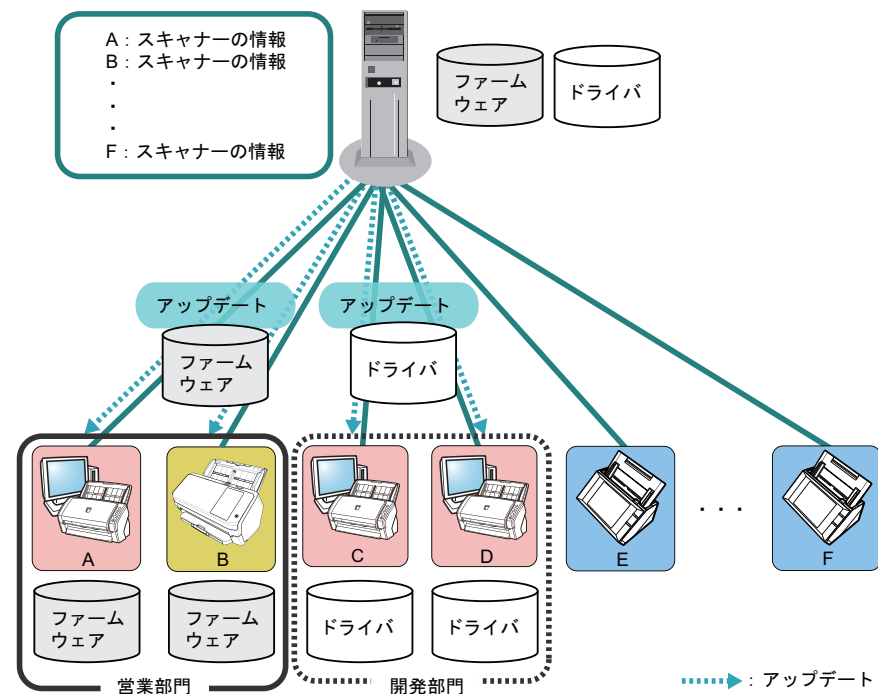 A：スキャナーの情報
B：スキャナーの情報
・
・
・
F：スキャナーの情報
ファーム
ウェア
ドライバ
アップデート
アップデート
ファーム
ウェア
ドライバ
A
B
C
D
E
・・・
F
ファーム
ウェア
ファーム
ウェア
ドライバ
ドライバ
営業部門
開発部門
：アップデート